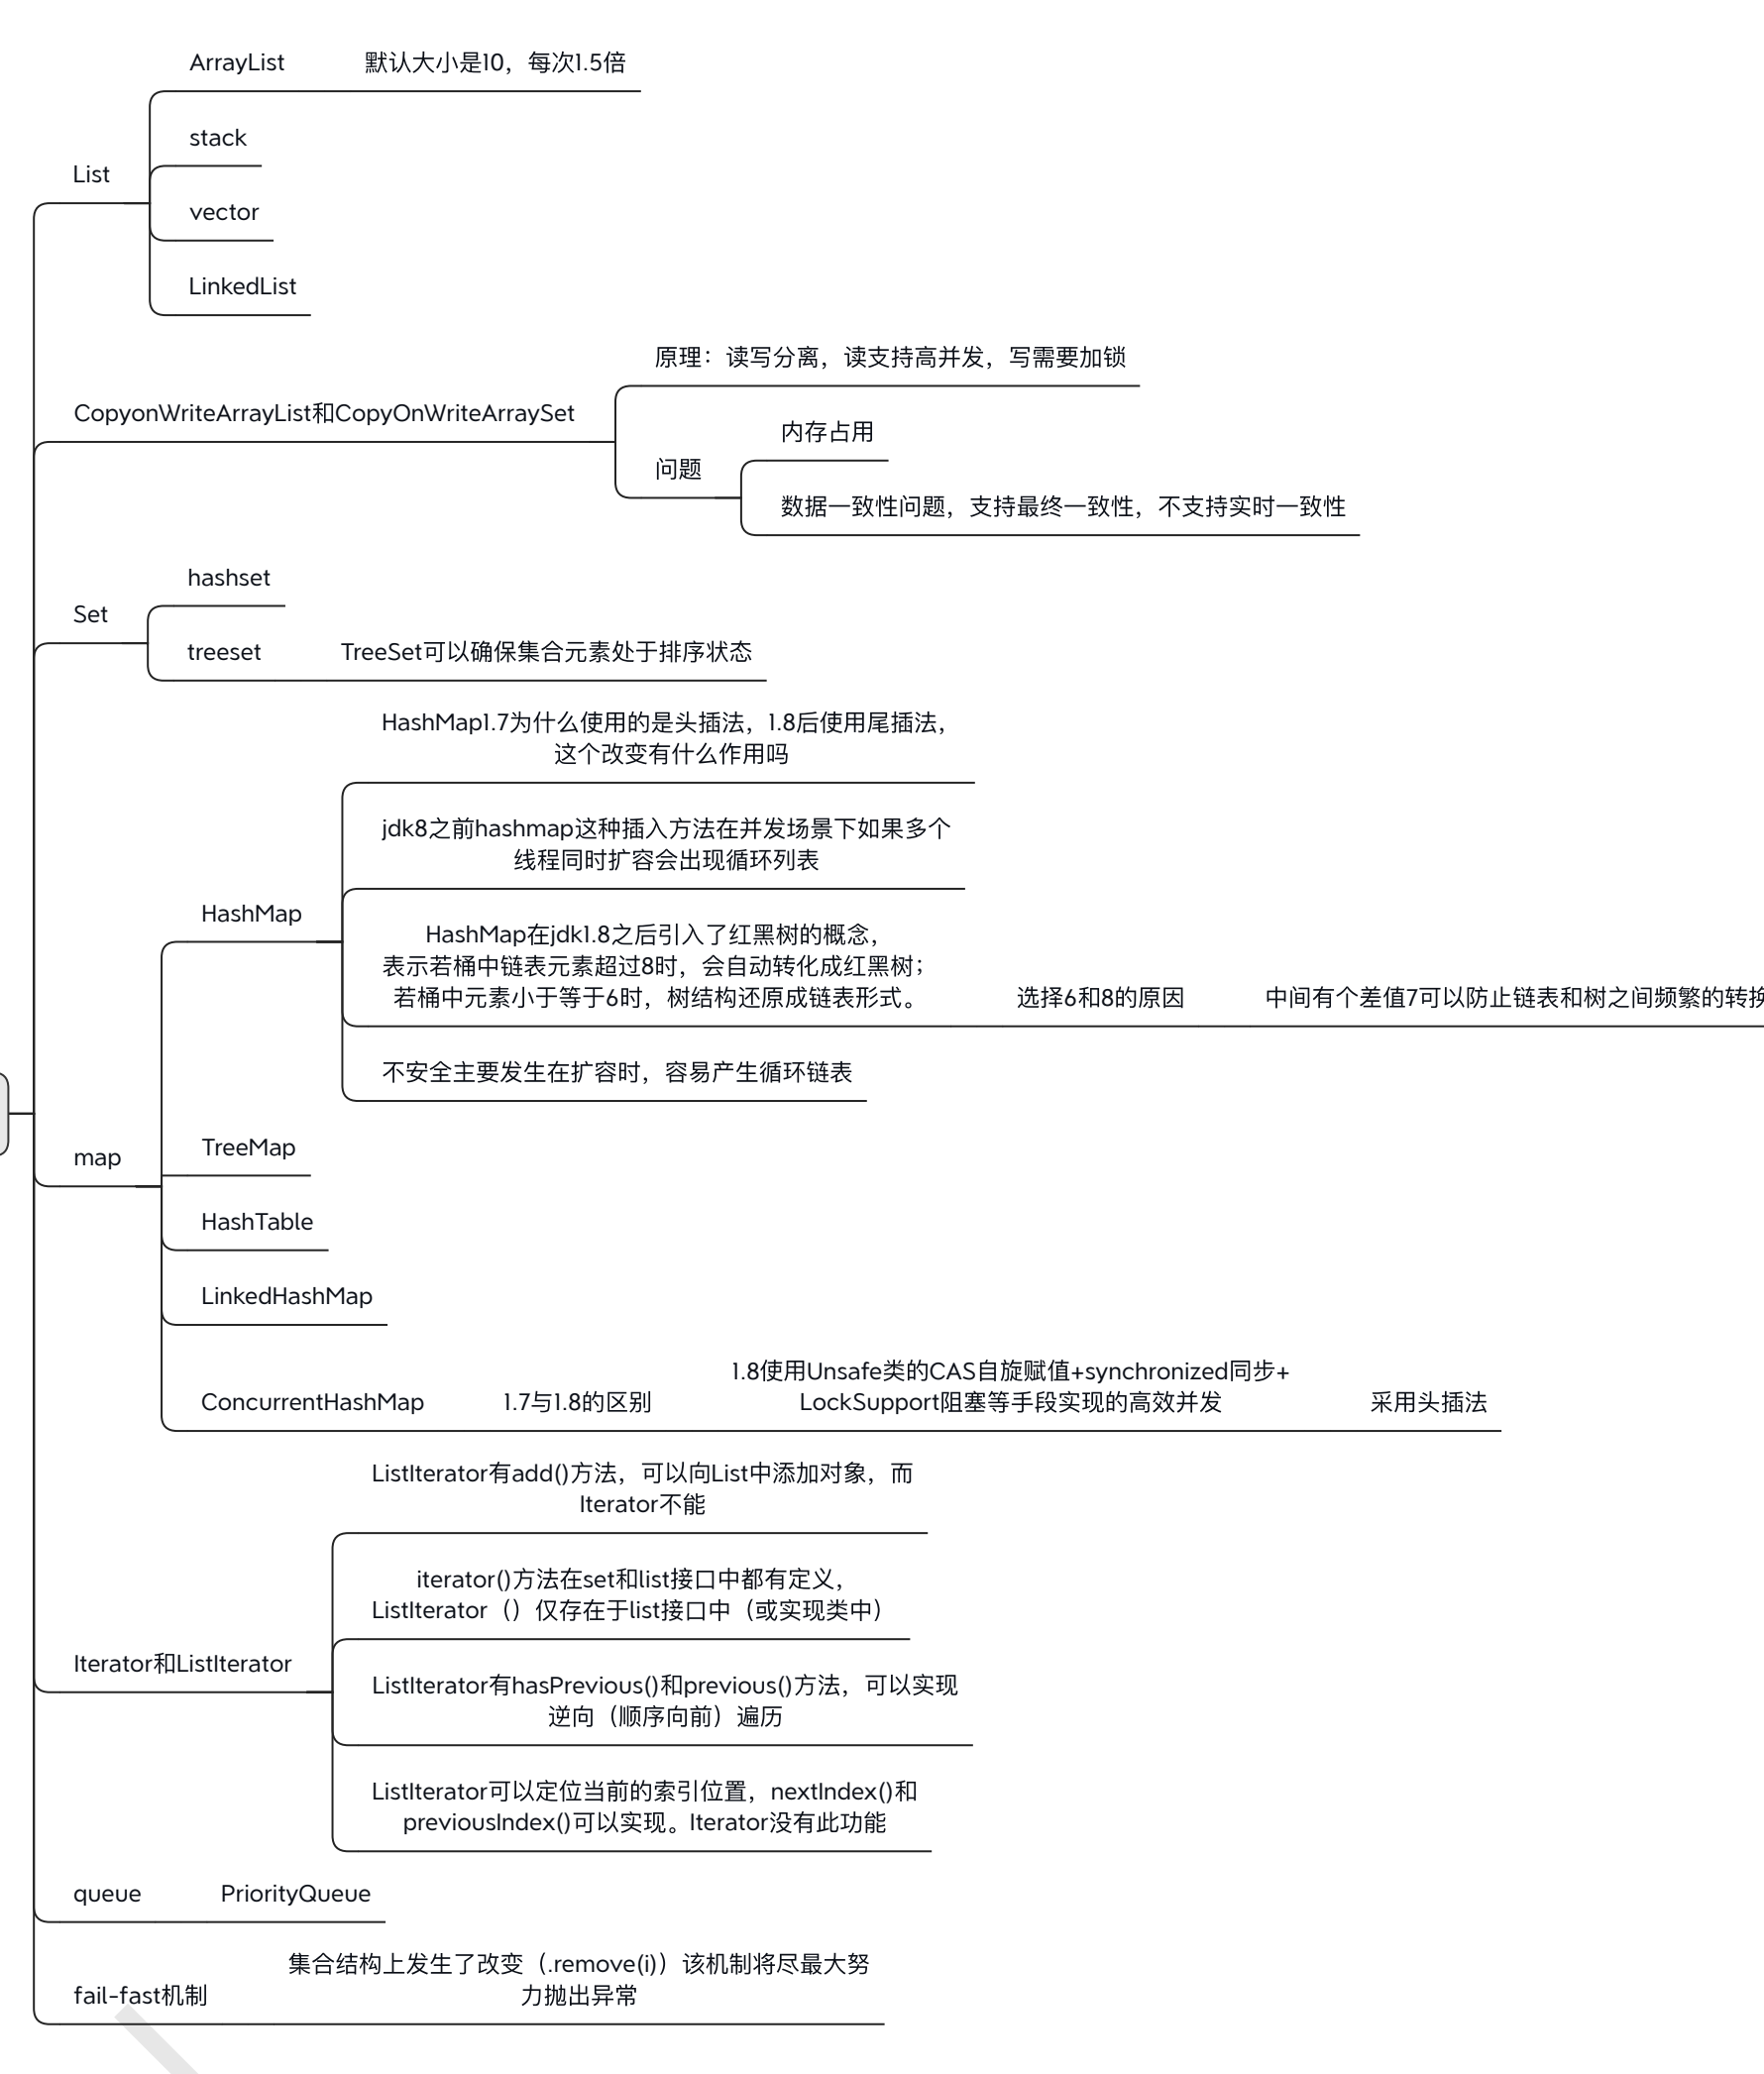 ArrayList 默认大小是10，每次1.5倍
stack
List
vector
LinkedList
原理：读写分离，读支持高并发，写需要加锁
CopyonWriteArrayList和CopyOnWriteArraySet
内存占用
问题
数据一致性问题，支持最终一致性，不支持实时一致性
hashset
Set
treeset TreeSet可以确保集合元素处于排序状态
HashMap1.7为什么使用的是头插法，1.8后使用尾插法，
这个改变有什么作用吗
jdk8之前hashmap这种插入方法在并发场景下如果多个
线程同时扩容会出现循环列表
HashMap
HashMap在jdk1.8之后引入了红黑树的概念，
表示若桶中链表元素超过8时，会自动转化成红黑树；
若桶中元素小于等于6时，树结构还原成链表形式。 选择6和8的原因 中间有个差值7可以防止链表和树之间频繁的转换
不安全主要发生在扩容时，容易产生循环链表
TreeMap
map
HashTable
LinkedHashMap
1.8使用Unsafe类的CAS自旋赋值+synchronized同步+
ConcurrentHashMap 1.7与1.8的区别 LockSupport阻塞等手段实现的高效并发 采用头插法
ListIterator有add()方法，可以向List中添加对象，而
Iterator不能
iterator()方法在set和list接口中都有定义，
ListIterator（）仅存在于list接口中（或实现类中）
Iterator和ListIterator
ListIterator有hasPrevious()和previous()方法，可以实现
逆向（顺序向前）遍历
ListIterator可以定位当前的索引位置，nextIndex()和
previousIndex()可以实现。Iterator没有此功能
queue PriorityQueue
集合结构上发生了改变（.remove(i)）该机制将尽最大努
fail-fast机制 力抛出异常